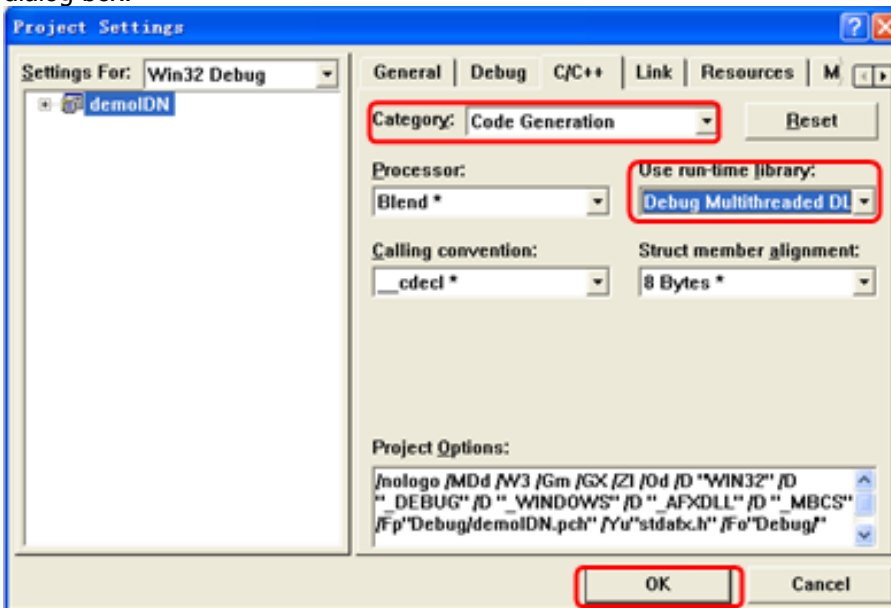 dialog box.
Project Settings
Settings For: Win32 Debug
demoIDN
General Debug C/C++ Link Resources M
Category: Code Generation
Reset
Processor:
Use run-time library:
Blend *
Debug Multithreaded DL
Calling convention:
Struct member alignment:
__cdecl *
8 Bytes *
Project Options:
/nologo /MDd /W3 /Gm /GX /ZI /Od /D "WIN32" /D
"_DEBUG" /D "_WINDOWS" /D "_AFXDLL" /D "_MBCS"
/Fp"Debug/demoIDN.pch" /Yu"stdafx.h" /Fo"Debug/"
OK
Cancel